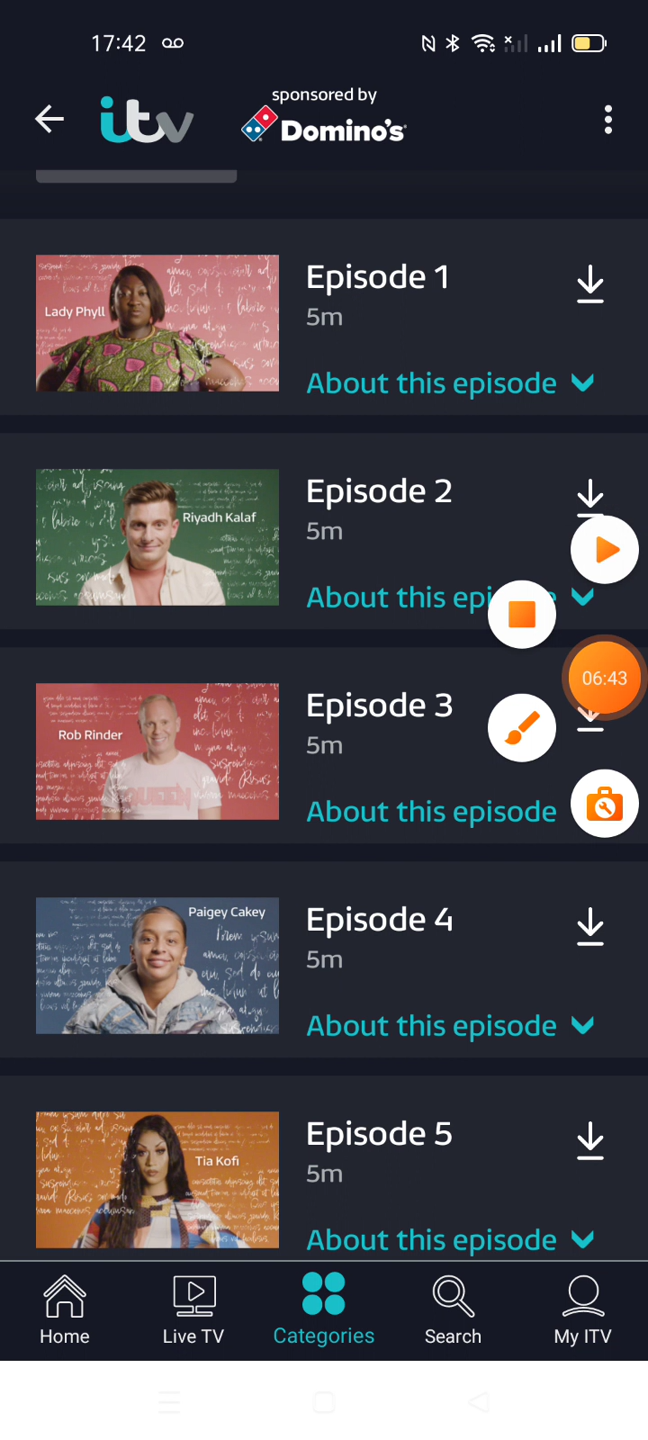 17:42
itv
sponsored by
Domino's
Lady Phyll
Episode 1
5m
About this episode
Riyadh Kalaf
Episode 2
5m
About this
Rob Rinder
QUEEN
Episode 3
5m
06:43
About this episode
Paigey Cakey
Episode 4
5m
About this episode
Tia Kofi
Episode 5
5m
About this episode
Home
Live TV
Categories
Search
My ITV